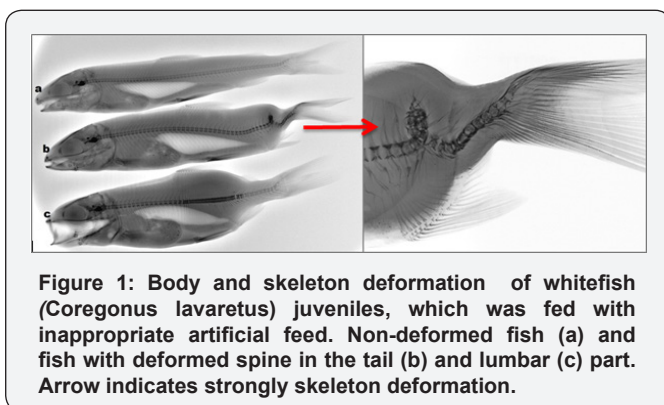 a
b
c
Figure 1: Body and skeleton deformation of whitefish
(Coregonus lavaretus) juveniles, which was fed with
inappropriate artificial feed. Non-deformed fish (a) and
fish with deformed spine in the tail (b) and lumbar (c) part.
Arrow indicates strongly skeleton deformation.